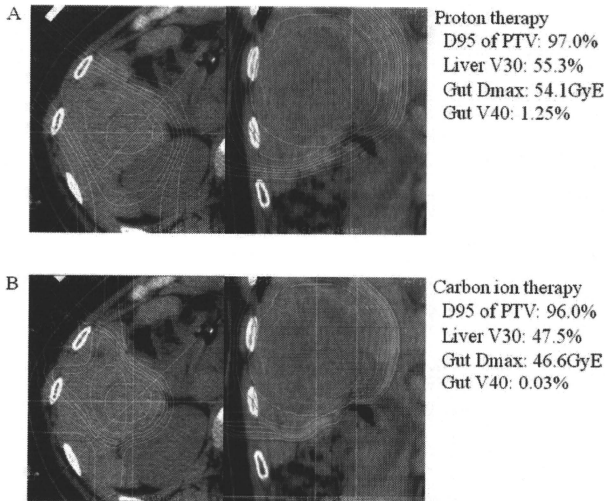 A
Proton therapy
D95 of PTV: 97.0%
Liver V30: 55.3%
Gut Dmax: 54.1GyE
Gut V40: 1.25%
B
Carbon ion therapy
D95 of PTV: 96.0%
Liver V30: 47.5%
Gut Dmax: 46.6GyE
Gut V40: 0.03%